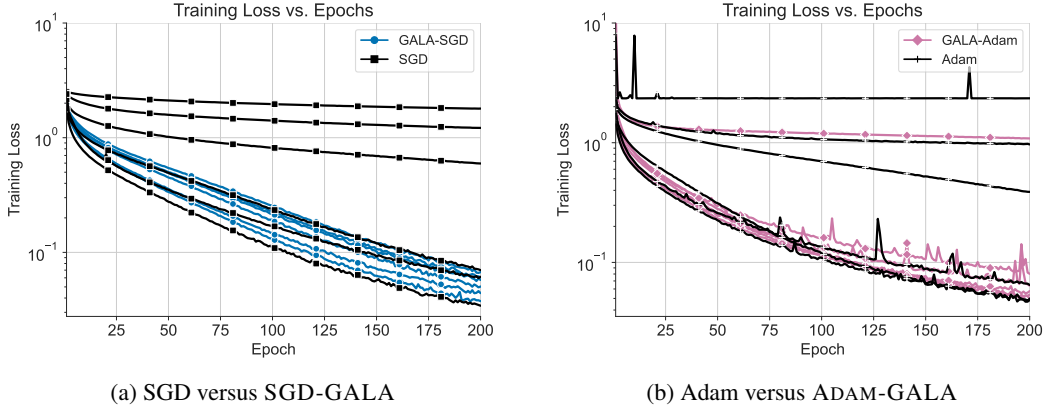 Training Loss vs. Epochs
10^1
10^0
10^-1
Training Loss
GALA-SGD
SGD
25 50 75 100 125 150 175 200
Epoch
(a) SGD versus SGD-GALA
Training Loss vs. Epochs
10^1
10^0
10^-1
Training Loss
GALA-Adam
Adam
25 50 75 100 125 150 175 200
Epoch
(b) Adam versus ADAM-GALA